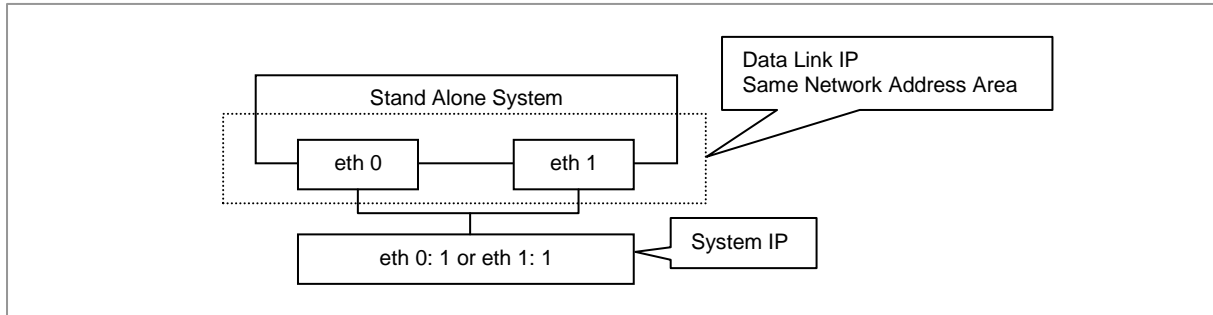 Data Link IP
Same Network Address Area
Stand Alone System
eth 0
eth 1
eth 0: 1 or eth 1: 1
System IP